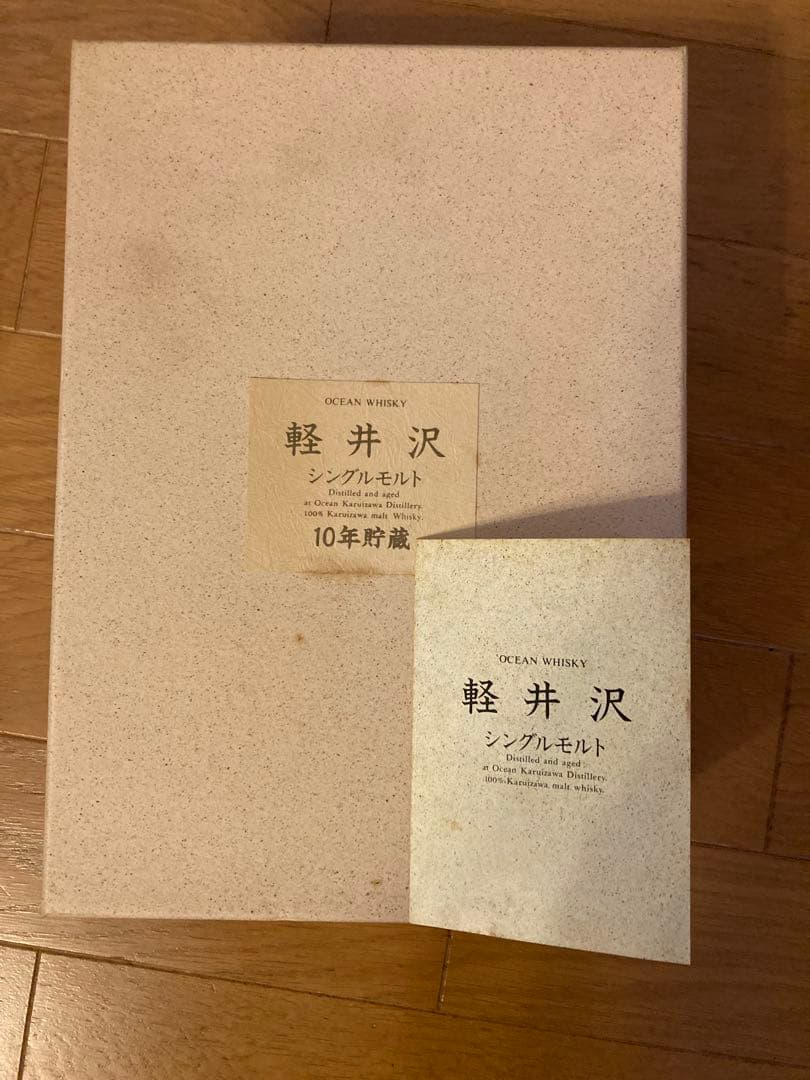 OCEAN WHISKY
軽井沢
シングルモルト
Distilled and aged
at Ocean Karuizawa Distillery.
100% Karuizawa malt Whisky.
10年貯蔵
OCEAN WHISKY
軽井沢
シングルモルト
Distilled and aged
at Ocean Karuizawa Distillery.
100% Karuizawa malt whisky.